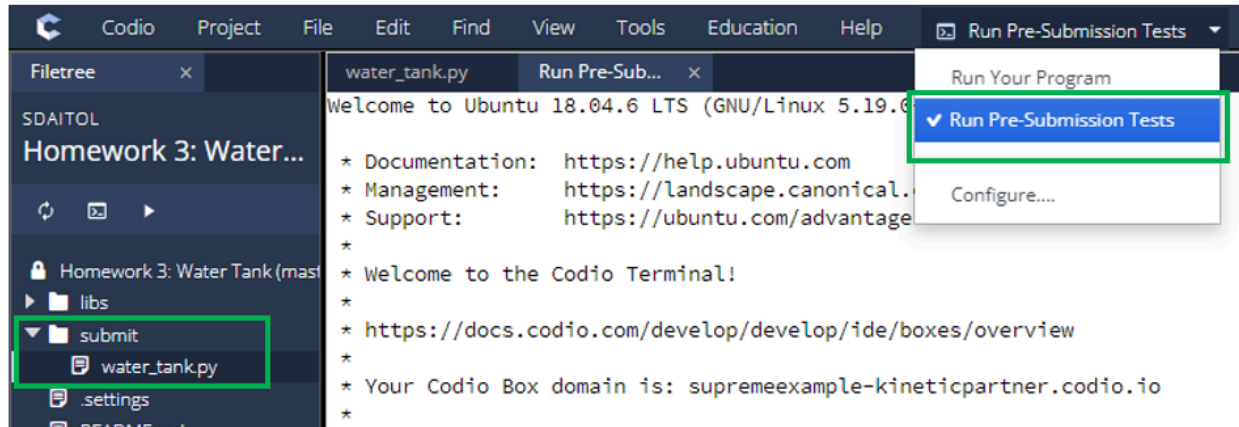 Codio Project File Edit Find View Tools Education Help Run Pre-Submission Tests
Run Your Program
Run Pre-Submission Tests
Configure....
Filetree ×
SDAITOL
Homework 3: Water...
Homework 3: Water Tank (mast
libs
submit
water_tank.py
.settings
water_tank.py Run Pre-Sub... ×
Welcome to Ubuntu 18.04.6 LTS (GNU/Linux 5.19.0
* Documentation: https://help.ubuntu.com
* Management: https://landscape.canonical.
* Support: https://ubuntu.com/advantage
*
* Welcome to the Codio Terminal!
*
* https://docs.codio.com/develop/develop/ide/boxes/overview
*
* Your Codio Box domain is: supremeexample-kineticpartner.codio.io
*